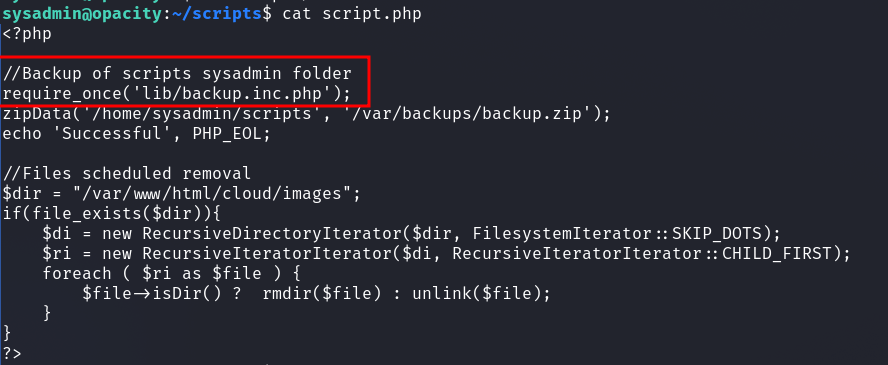 sysadmin@opacity:~/scripts$ cat script.php
<?php

//Backup of scripts sysadmin folder
require_once('lib/backup.inc.php');
zipData('/home/sysadmin/scripts', '/var/backups/backup.zip');
echo 'Successful', PHP_EOL;

//Files scheduled removal
$dir = "/var/www/html/cloud/images";
if(file_exists($dir)){
    $di = new RecursiveDirectoryIterator($dir, FilesystemIterator::SKIP_DOTS);
    $ri = new RecursiveIteratorIterator($di, RecursiveIteratorIterator::CHILD_FIRST);
    foreach ( $ri as $file ) {
        $file->isDir() ?  rmdir($file) : unlink($file);
    }
}
?>